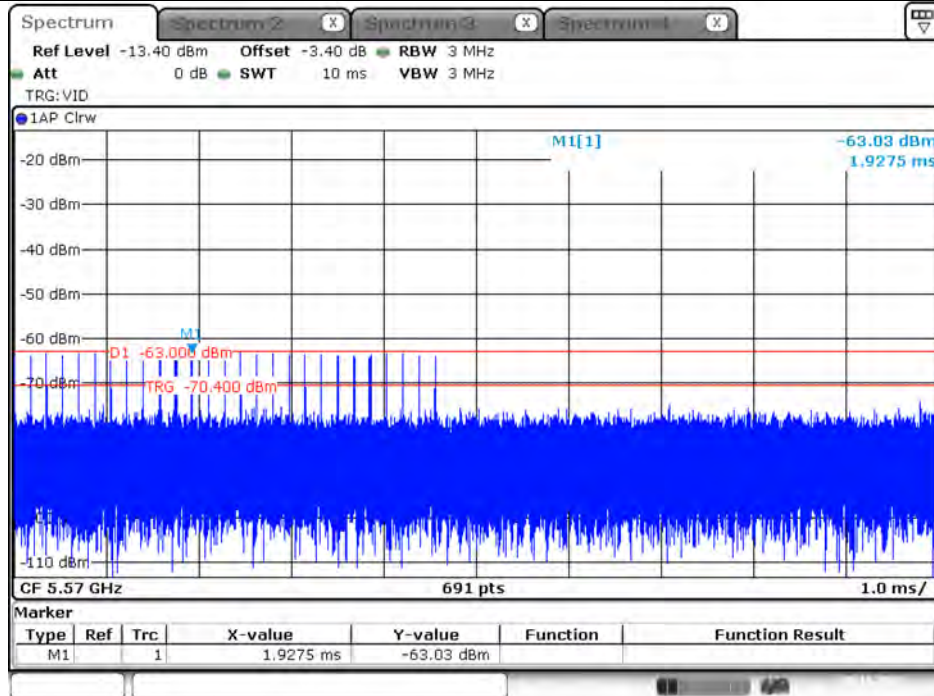 Spectrum Spectrum 2 X Spectrum 3 X Spectrum 4 X
Ref Level -13.40 dBm Offset -3.40 dB RBW 3 MHz
Att 0 dB SWT 10 ms VBW 3 MHz
TRG:VID
1AP Clrw
M1[1] -63.03 dBm
1.9275 ms
-20 dBm
-30 dBm
-40 dBm
-50 dBm
-60 dBm
M1
D1 -63.000 dBm
-70 dBm
TRG -70.400 dBm
-110 dBm
CF 5.57 GHz 691 pts 1.0 ms/
Marker
Type Ref Trc X-value Y-value Function Function Result
M1 1 1.9275 ms -63.03 dBm